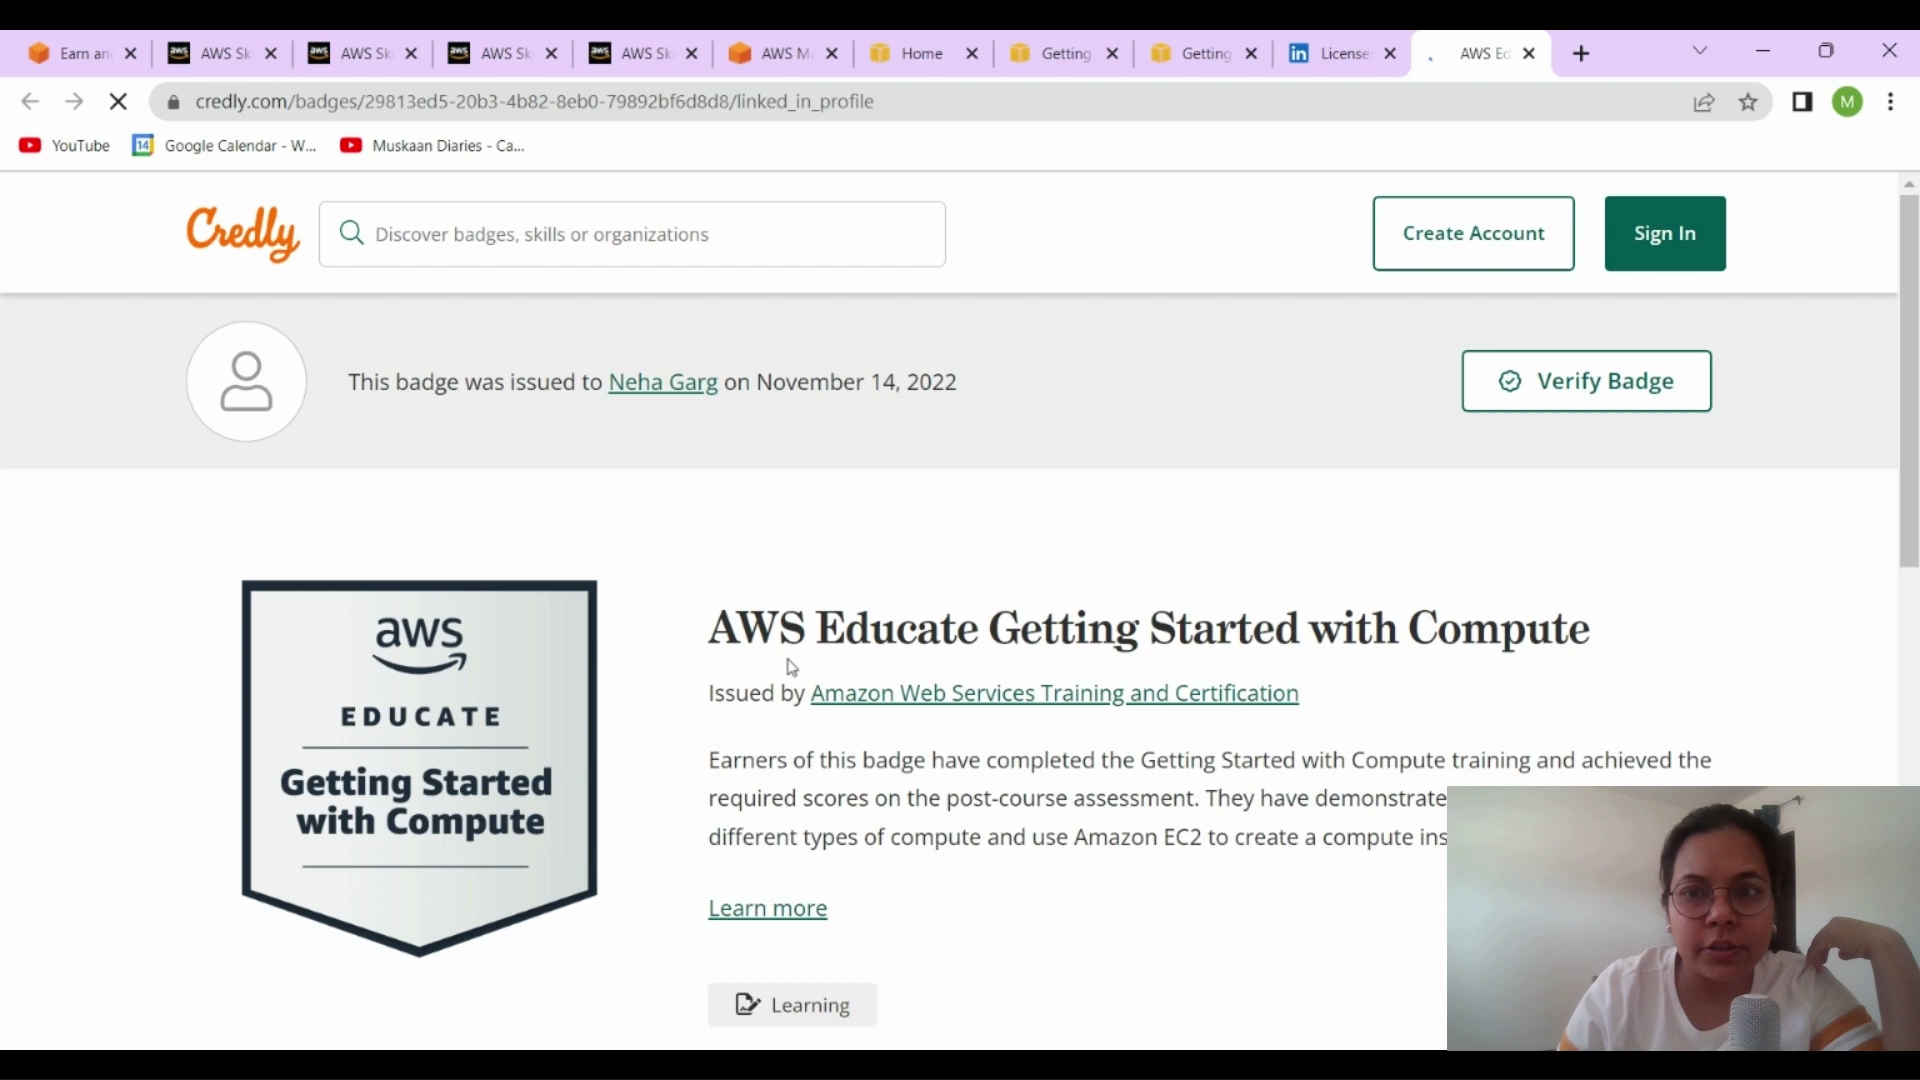 Earn an
AWS Sk
AWS Sk
AWS Sk
AWS Sk
AWS M
Home
Getting
Getting
in License
AWS Ed
credly.com/badges/29813ed5-20b3-4b82-8eb0-79892bf6d8d8/linked_in_profile
M
YouTube
14 Google Calendar - W...
Muskaan Diaries - Ca...
Credly
Discover badges, skills or organizations
Create Account
Sign In
This badge was issued to Neha Garg on November 14, 2022
Verify Badge
aws
EDUCATE
Getting Started
with Compute
AWS Educate Getting Started with Compute
Issued by Amazon Web Services Training and Certification
Earners of this badge have completed the Getting Started with Compute training and achieved the
required scores on the post-course assessment. They have demonstrate
different types of compute and use Amazon EC2 to create a compute ins
Learn more
Learning